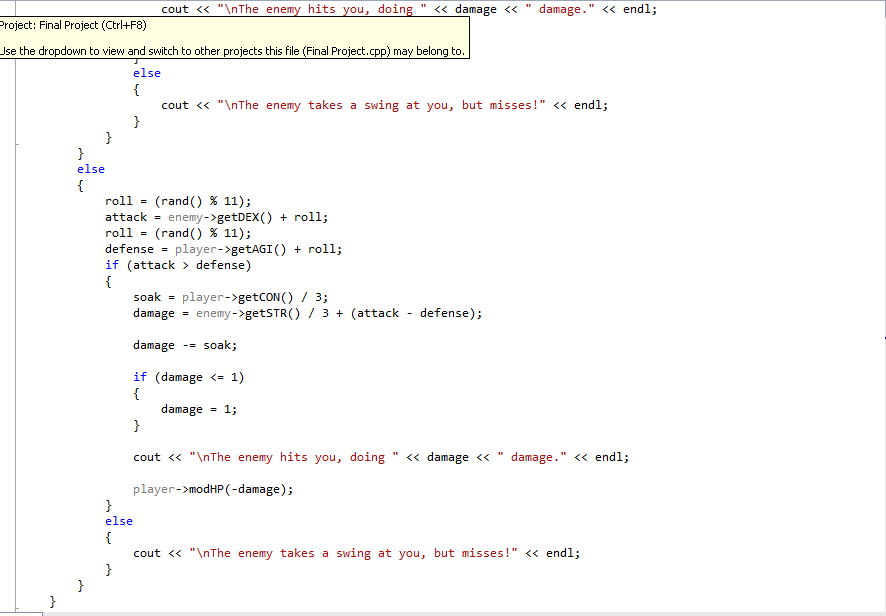 cout << "\nThe enemy hits you, doing " << damage << " damage." << endl;
Project: Final Project (Ctrl+F8)
Use the dropdown to view and switch to other projects this file (Final Project.cpp) may belong to.
}
else
{
cout << "\nThe enemy takes a swing at you, but misses!" << endl;
}
}
}
else
{
roll = (rand() % 11);
attack = enemy->getDEX() + roll;
roll = (rand() % 11);
defense = player->getAGI() + roll;
if (attack > defense)
{
soak = player->getCON() / 3;
damage = enemy->getSTR() / 3 + (attack - defense);
damage -= soak;
if (damage <= 1)
{
damage = 1;
}
cout << "\nThe enemy hits you, doing " << damage << " damage." << endl;
player->modHP(-damage);
}
else
{
cout << "\nThe enemy takes a swing at you, but misses!" << endl;
}
}
}